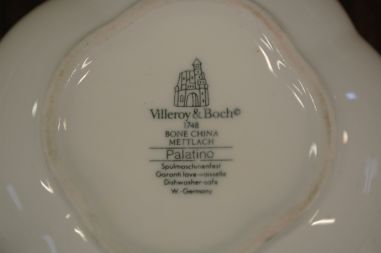 Villeroy & Boch©
1748
BONE CHINA
METTLACH
Palatino
Spülmaschinenfest
Garanti lave-vaisselle
Dishwasher-safe
W.-Germany